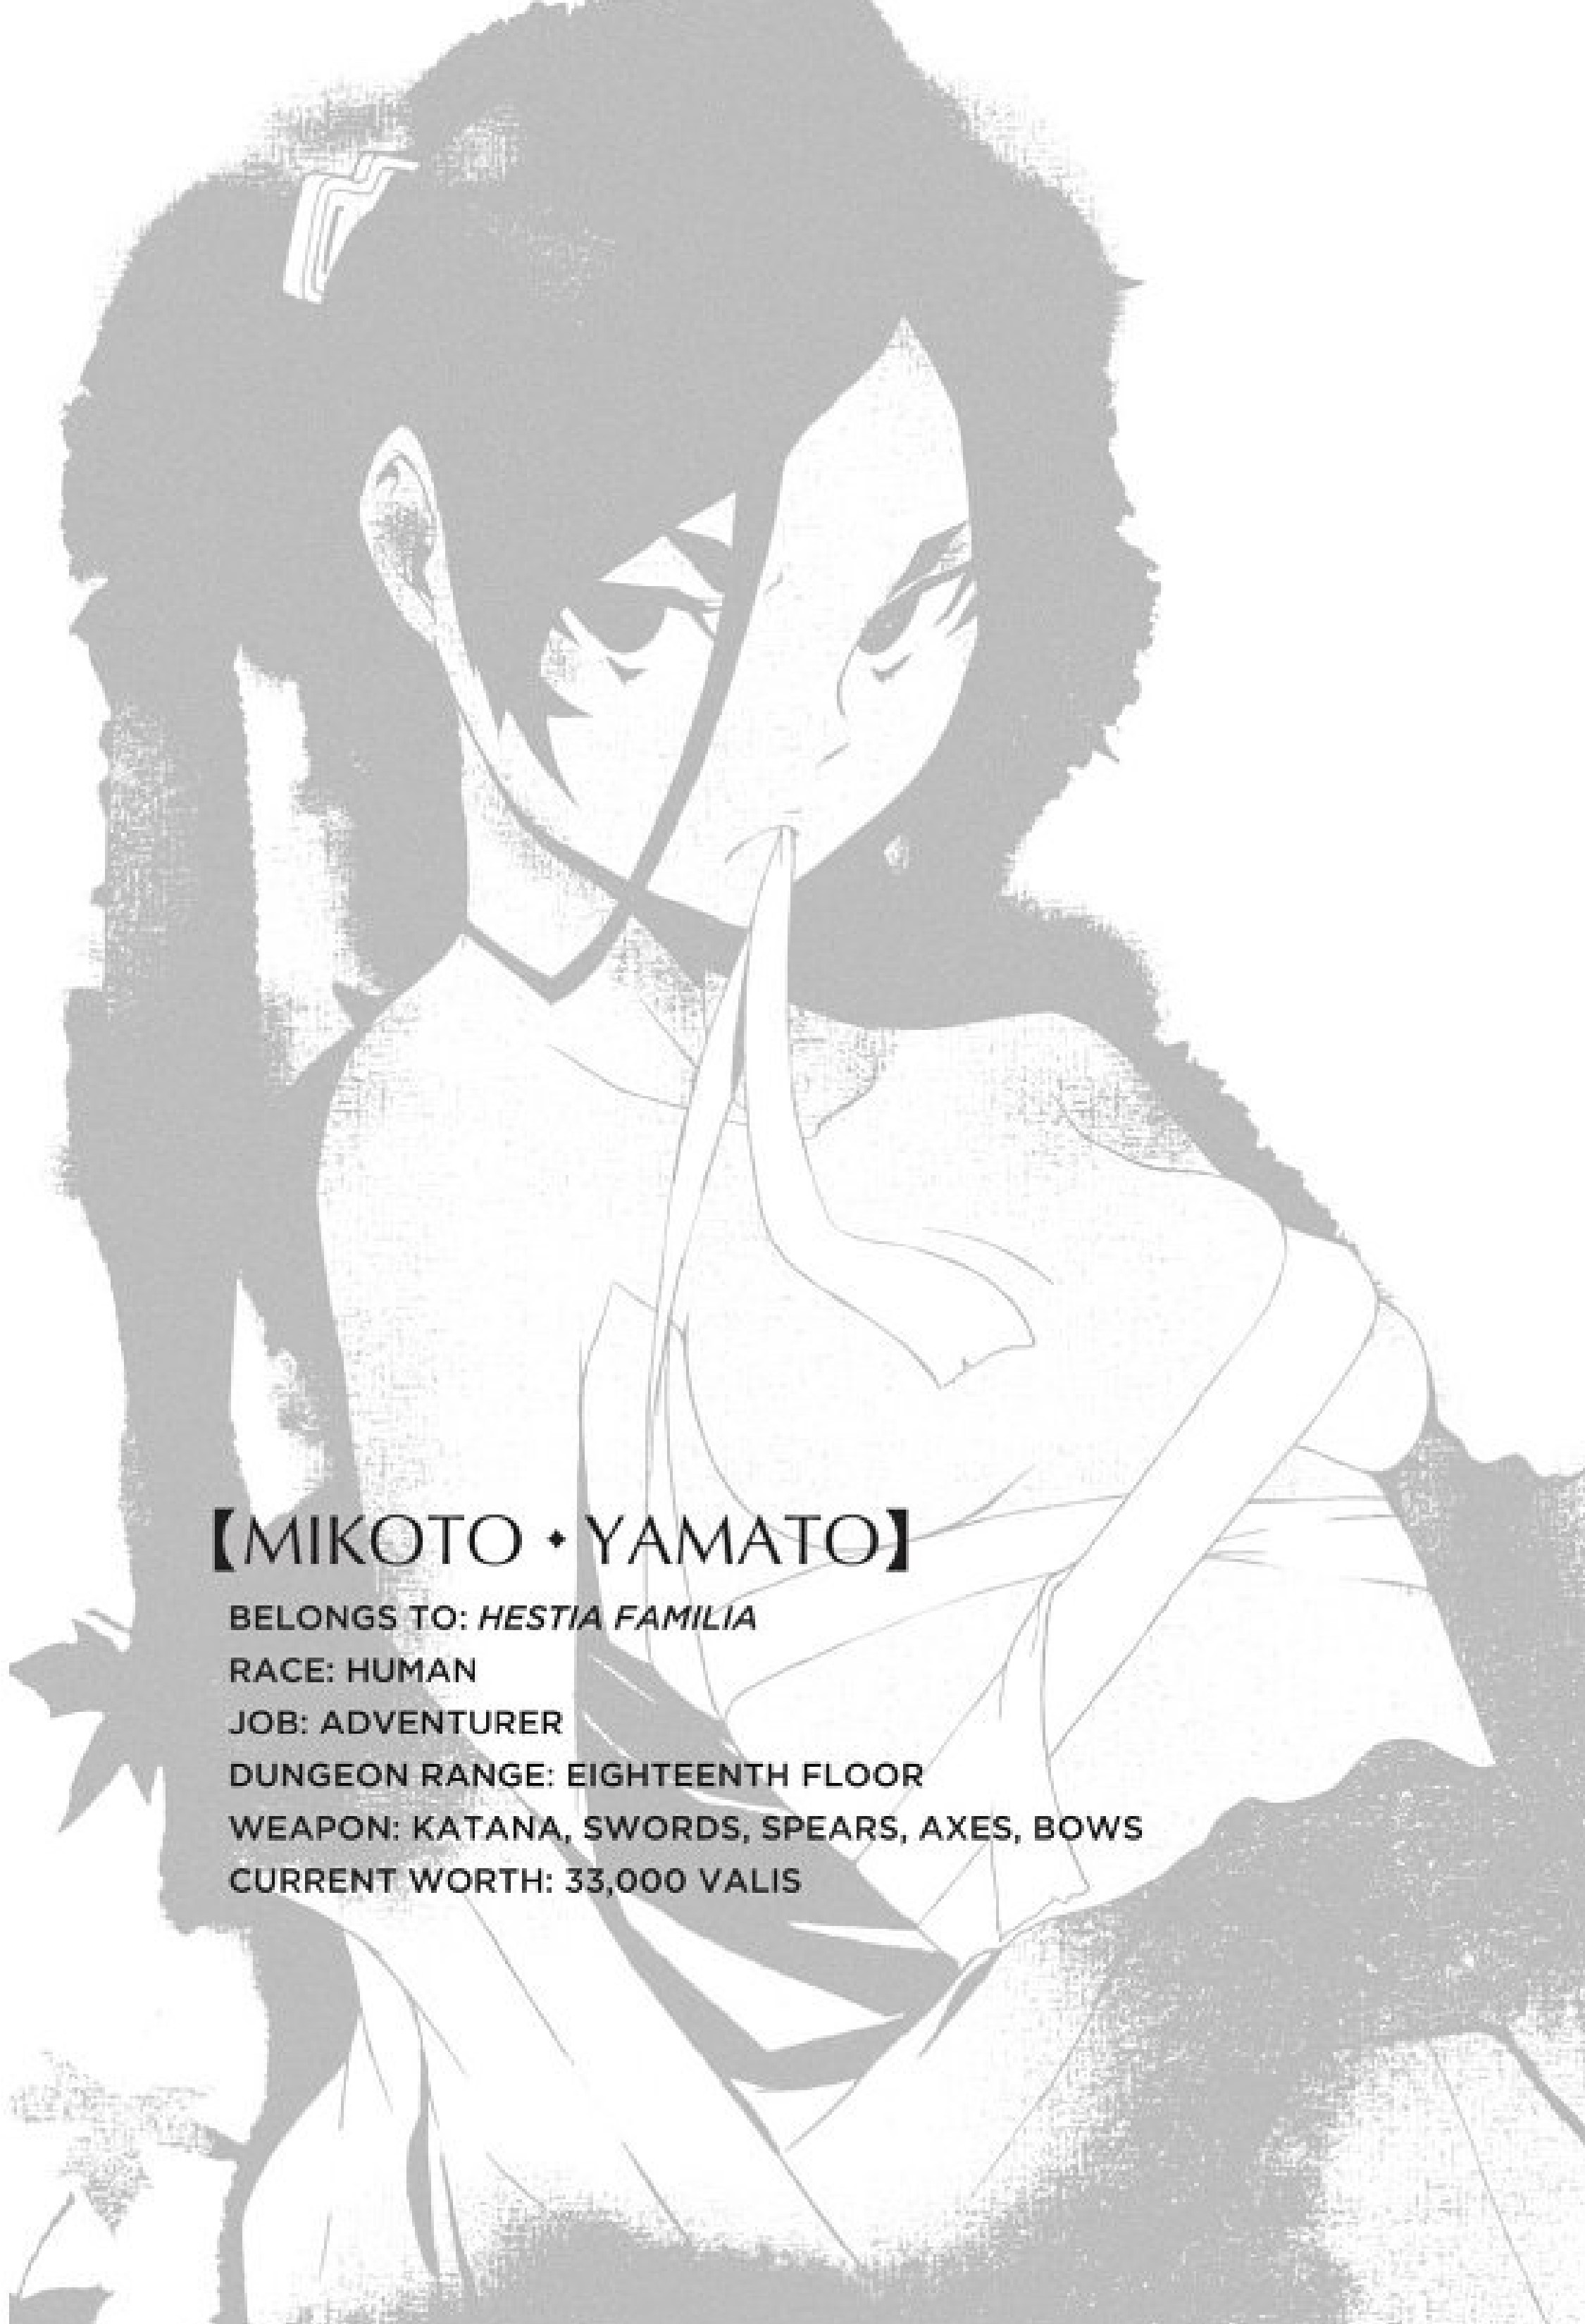 【MIKOTO • YAMATO】
BELONGS TO: HESTIA FAMILIA
RACE: HUMAN
JOB: ADVENTURER
DUNGEON RANGE: EIGHTEENTH FLOOR
WEAPON: KATANA, SWORDS, SPEARS, AXES, BOWS
CURRENT WORTH: 33,000 VALIS